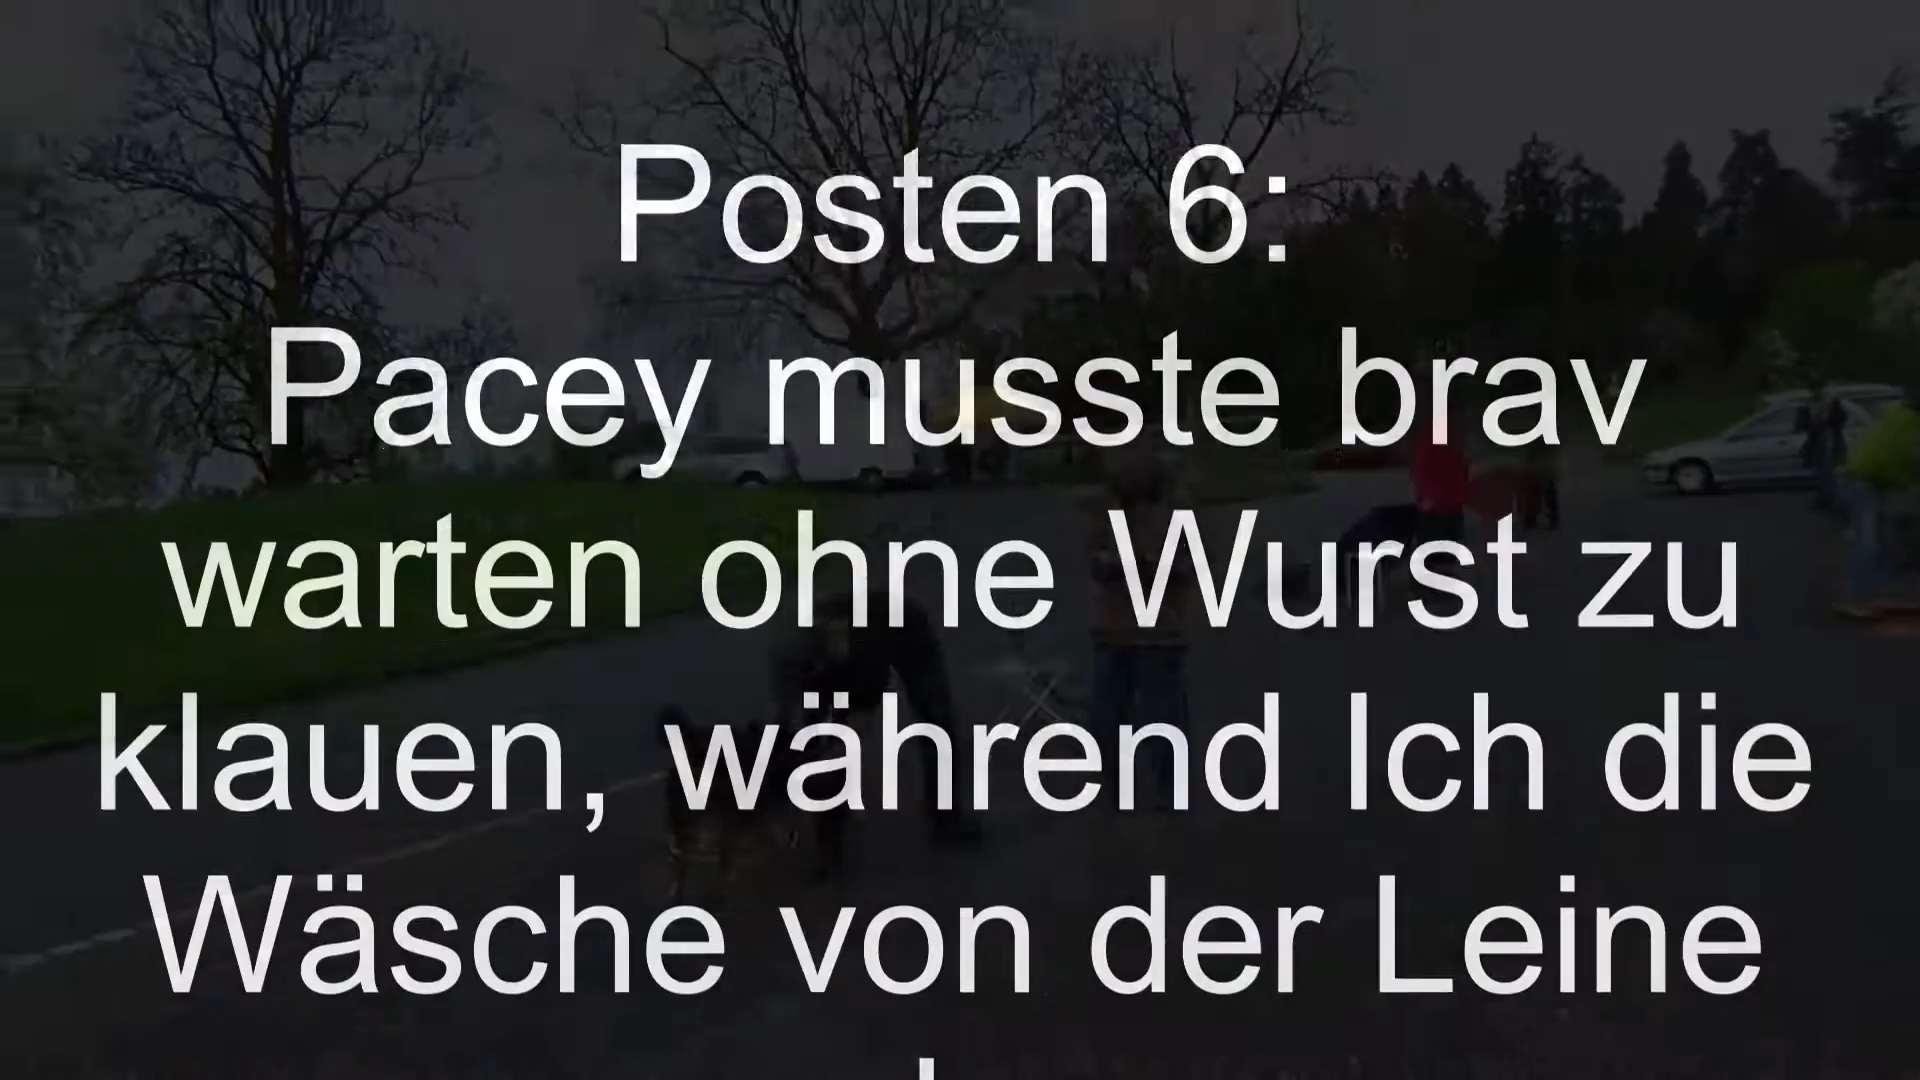 Posten 6:
Pacey musste brav
warten ohne Wurst zu
klauen, während Ich die
Wäsche von der Leine